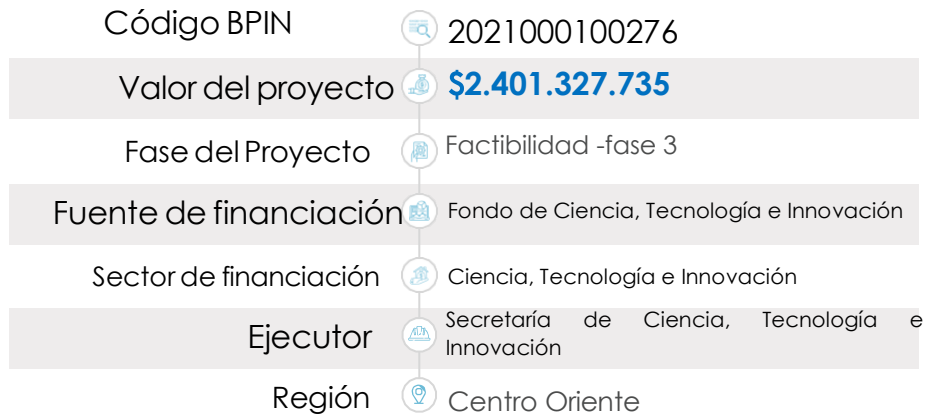 Código BPIN 2021000100276
Valor del proyecto $2.401.327.735
Fase del Proyecto Factibilidad -fase 3
Fuente de financiación Fondo de Ciencia, Tecnología e Innovación
Sector de financiación Ciencia, Tecnología e Innovación
Ejecutor Secretaría de Ciencia, Tecnología e
Innovación
Región Centro Oriente